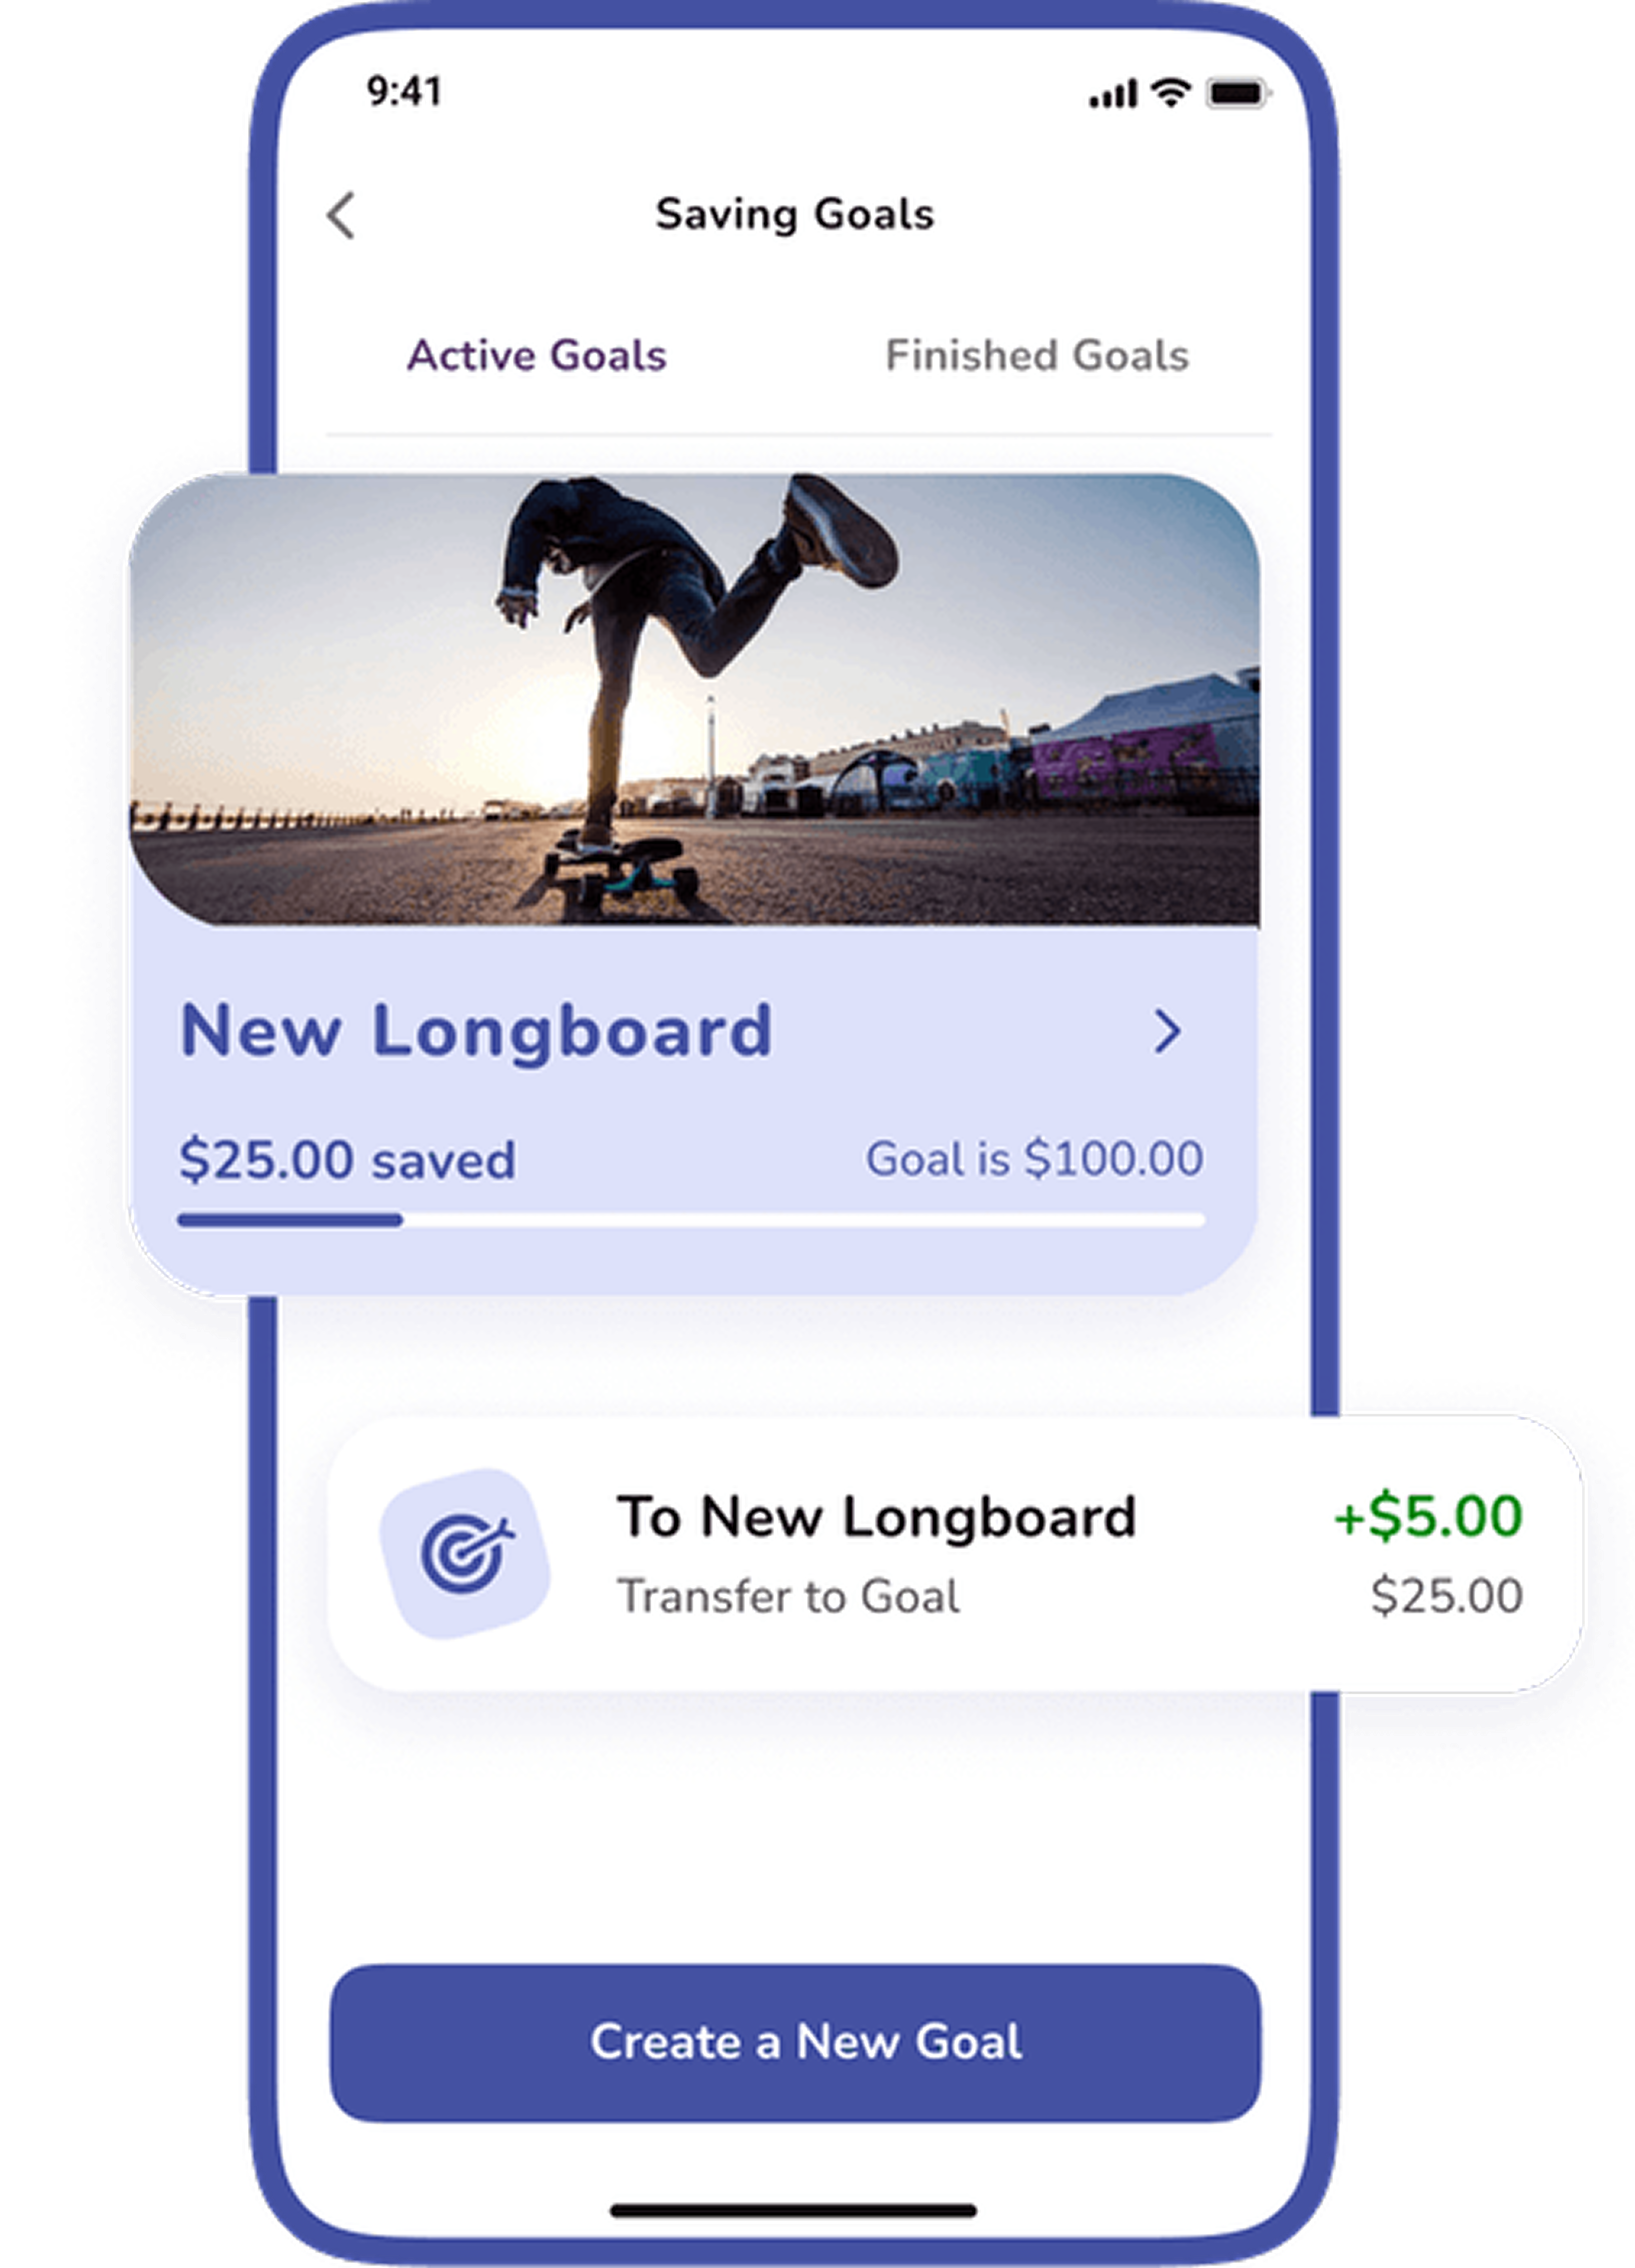 9:41
Saving Goals
Active Goals Finished Goals
New Longboard
$25.00 saved Goal is $100.00
To New Longboard +$5.00
Transfer to Goal $25.00
Create a New Goal